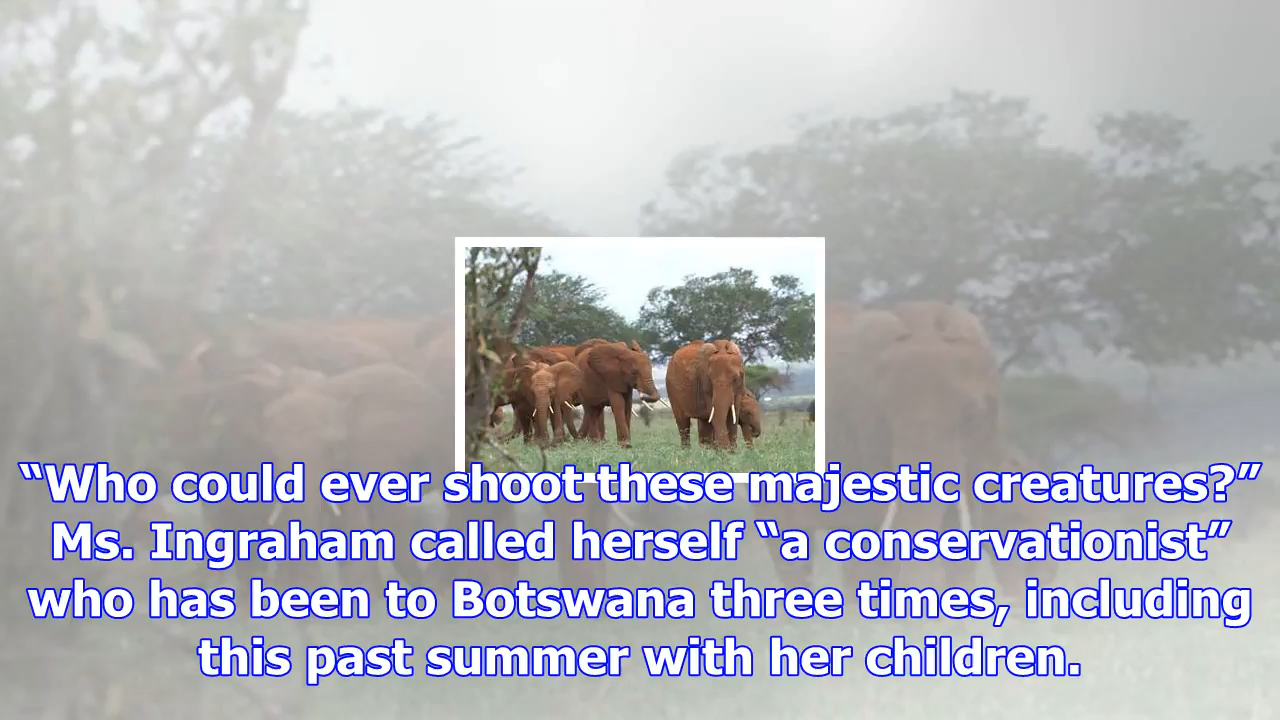 “Who could ever shoot these majestic creatures?”
Ms. Ingraham called herself “a conservationist”
who has been to Botswana three times, including
this past summer with her children.